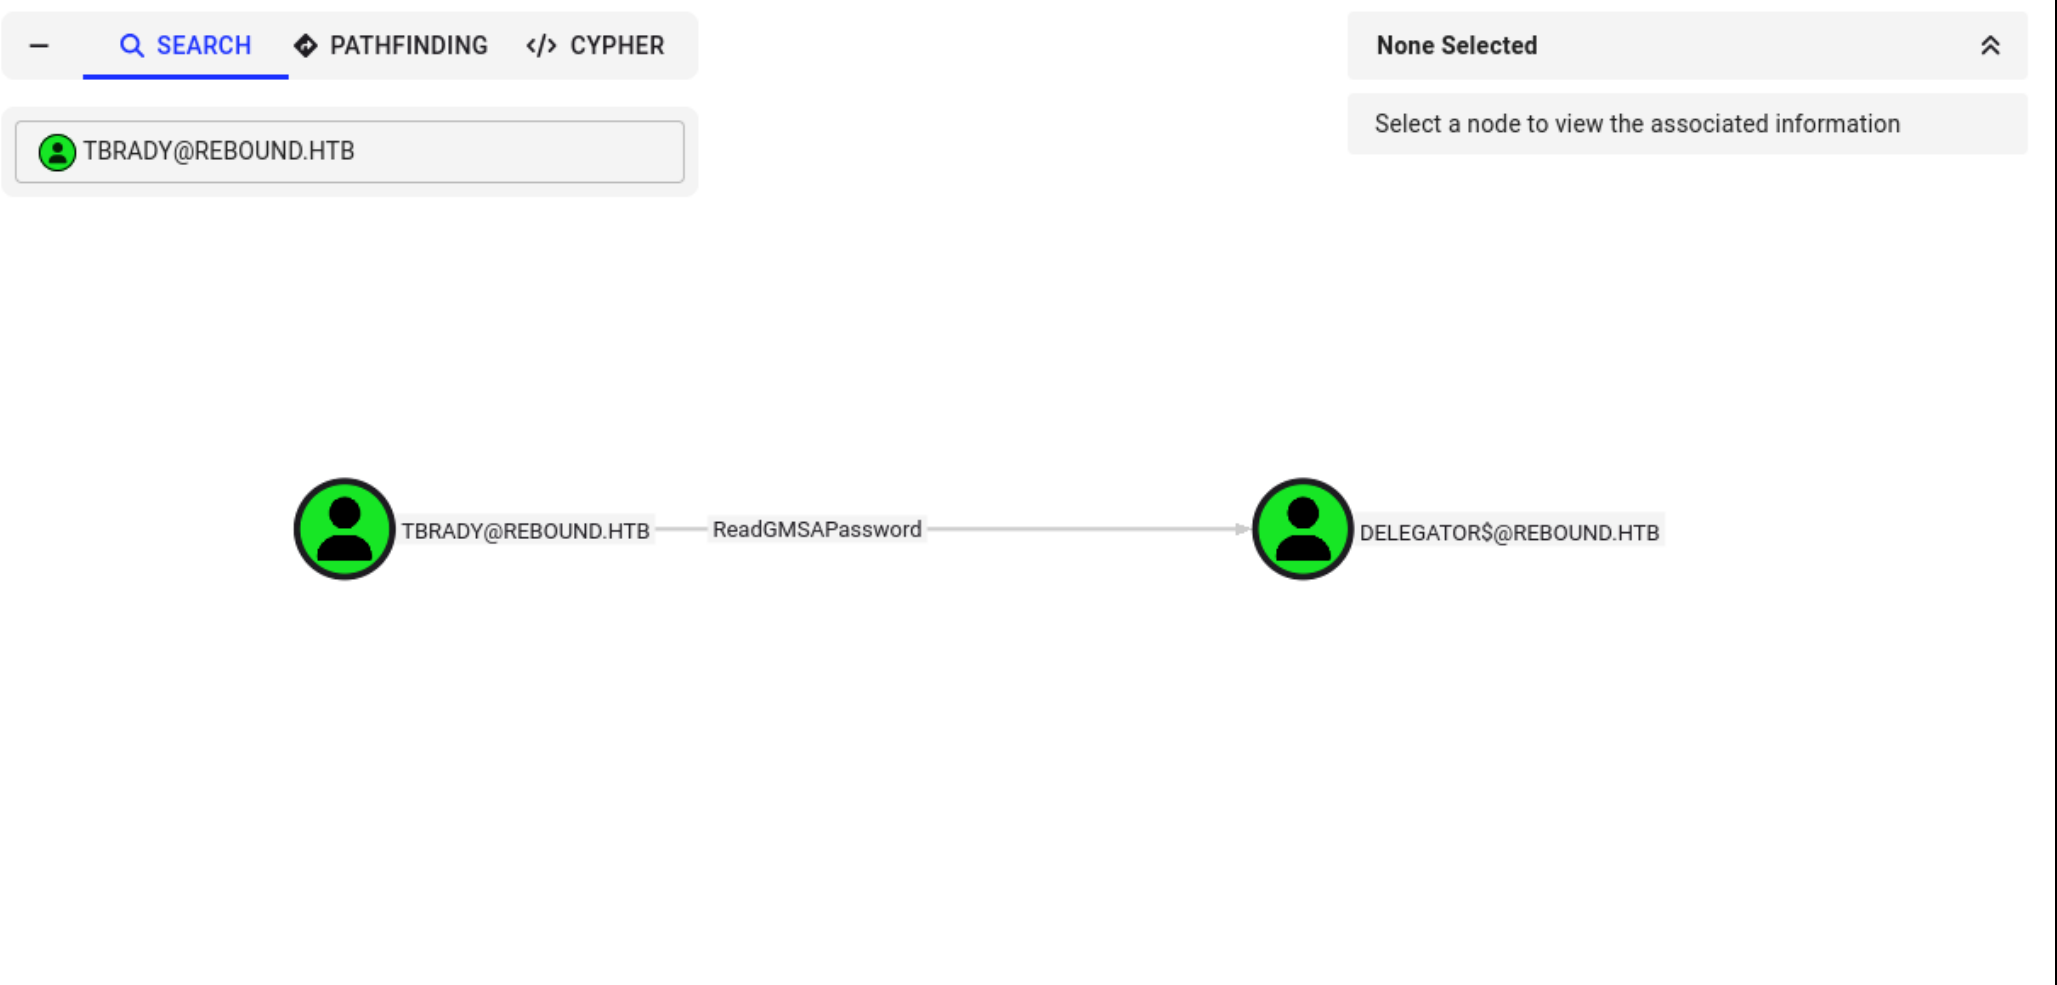 SEARCH PATHFINDING </> CYPHER
None Selected
TBRADY@REBOUND.HTB
Select a node to view the associated information
TBRADY@REBOUND.HTB ReadGMSAPassword DELEGATOR$@REBOUND.HTB